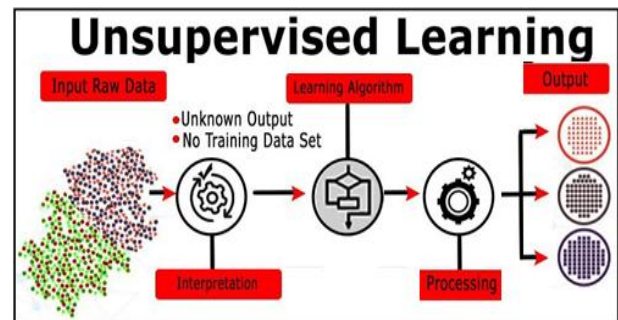 Unsupervised Learning
Input Raw Data
Learning Algorithm
Output
•Unknown Output
•No Training Data Set
Interpretation
Processing